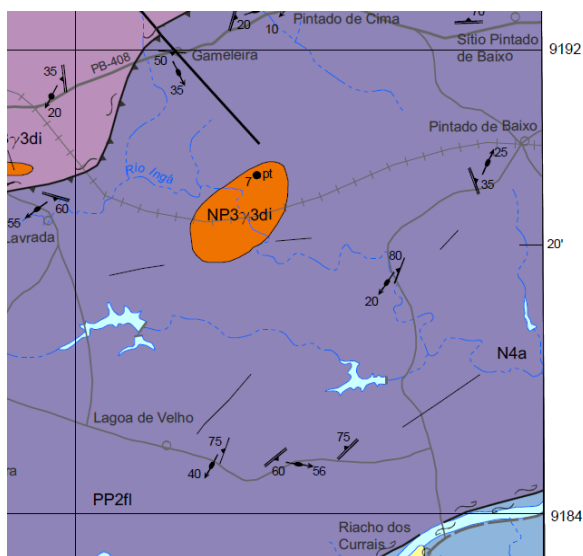 70
Pintado de Cima
20
10
Sítio Pintado
de Baixo
9192
50
Gameleira
PB-408
35
35
20
Pintado de Baixo
25
γ3di
Rio Ingá
7 pt
35
NP3γ3di
60
55
Lavrada
20'
80
20
N4a
Lagoa de Velho
75
75
40
60
56
ra
PP2fl
9184
Riacho dos
Currais